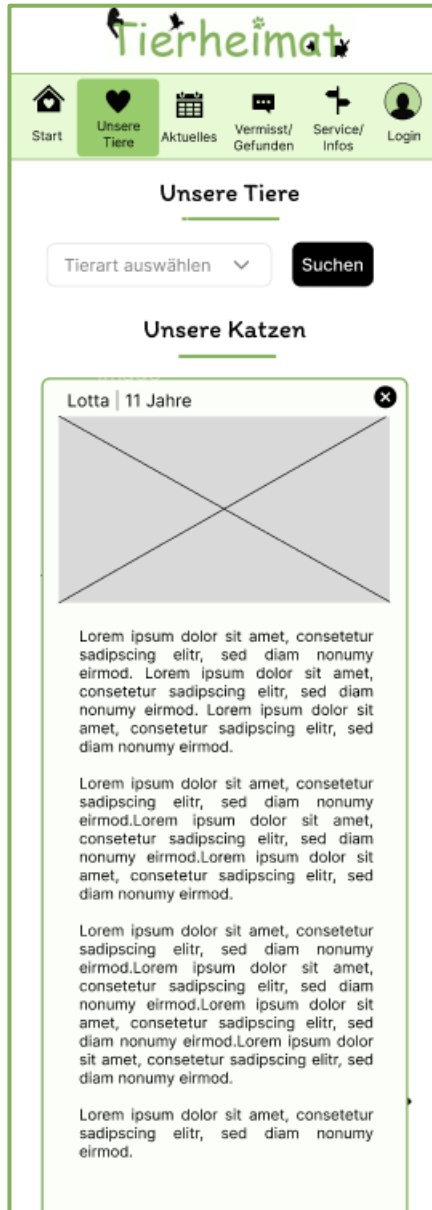 Tierheimat
Start
Unsere
Tiere
Aktuelles
Vermisst/
Gefunden
Service/
Infos
Login
Unsere Tiere
Tierart auswählen
Suchen
Unsere Katzen
Lotta | 11 Jahre
Lorem ipsum dolor sit amet, consetetur
sadipscing elitr, sed diam nonumy
eirmod. Lorem ipsum dolor sit amet,
consetetur sadipscing elitr, sed diam
nonumy eirmod. Lorem ipsum dolor sit
amet, consetetur sadipscing elitr, sed
diam nonumy eirmod.
Lorem ipsum dolor sit amet, consetetur
sadipscing elitr, sed diam nonumy
eirmod.Lorem ipsum dolor sit amet,
consetetur sadipscing elitr, sed diam
nonumy eirmod.Lorem ipsum dolor sit
amet, consetetur sadipscing elitr, sed
diam nonumy eirmod.
Lorem ipsum dolor sit amet, consetetur
sadipscing elitr, sed diam nonumy
eirmod.Lorem ipsum dolor sit amet,
consetetur sadipscing elitr, sed diam
nonumy eirmod.Lorem ipsum dolor sit
amet, consetetur sadipscing elitr, sed
diam nonumy eirmod.Lorem ipsum dolor
sit amet, consetetur sadipscing elitr, sed
diam nonumy eirmod.
Lorem ipsum dolor sit amet, consetetur
sadipscing elitr, sed diam nonumy
eirmod.